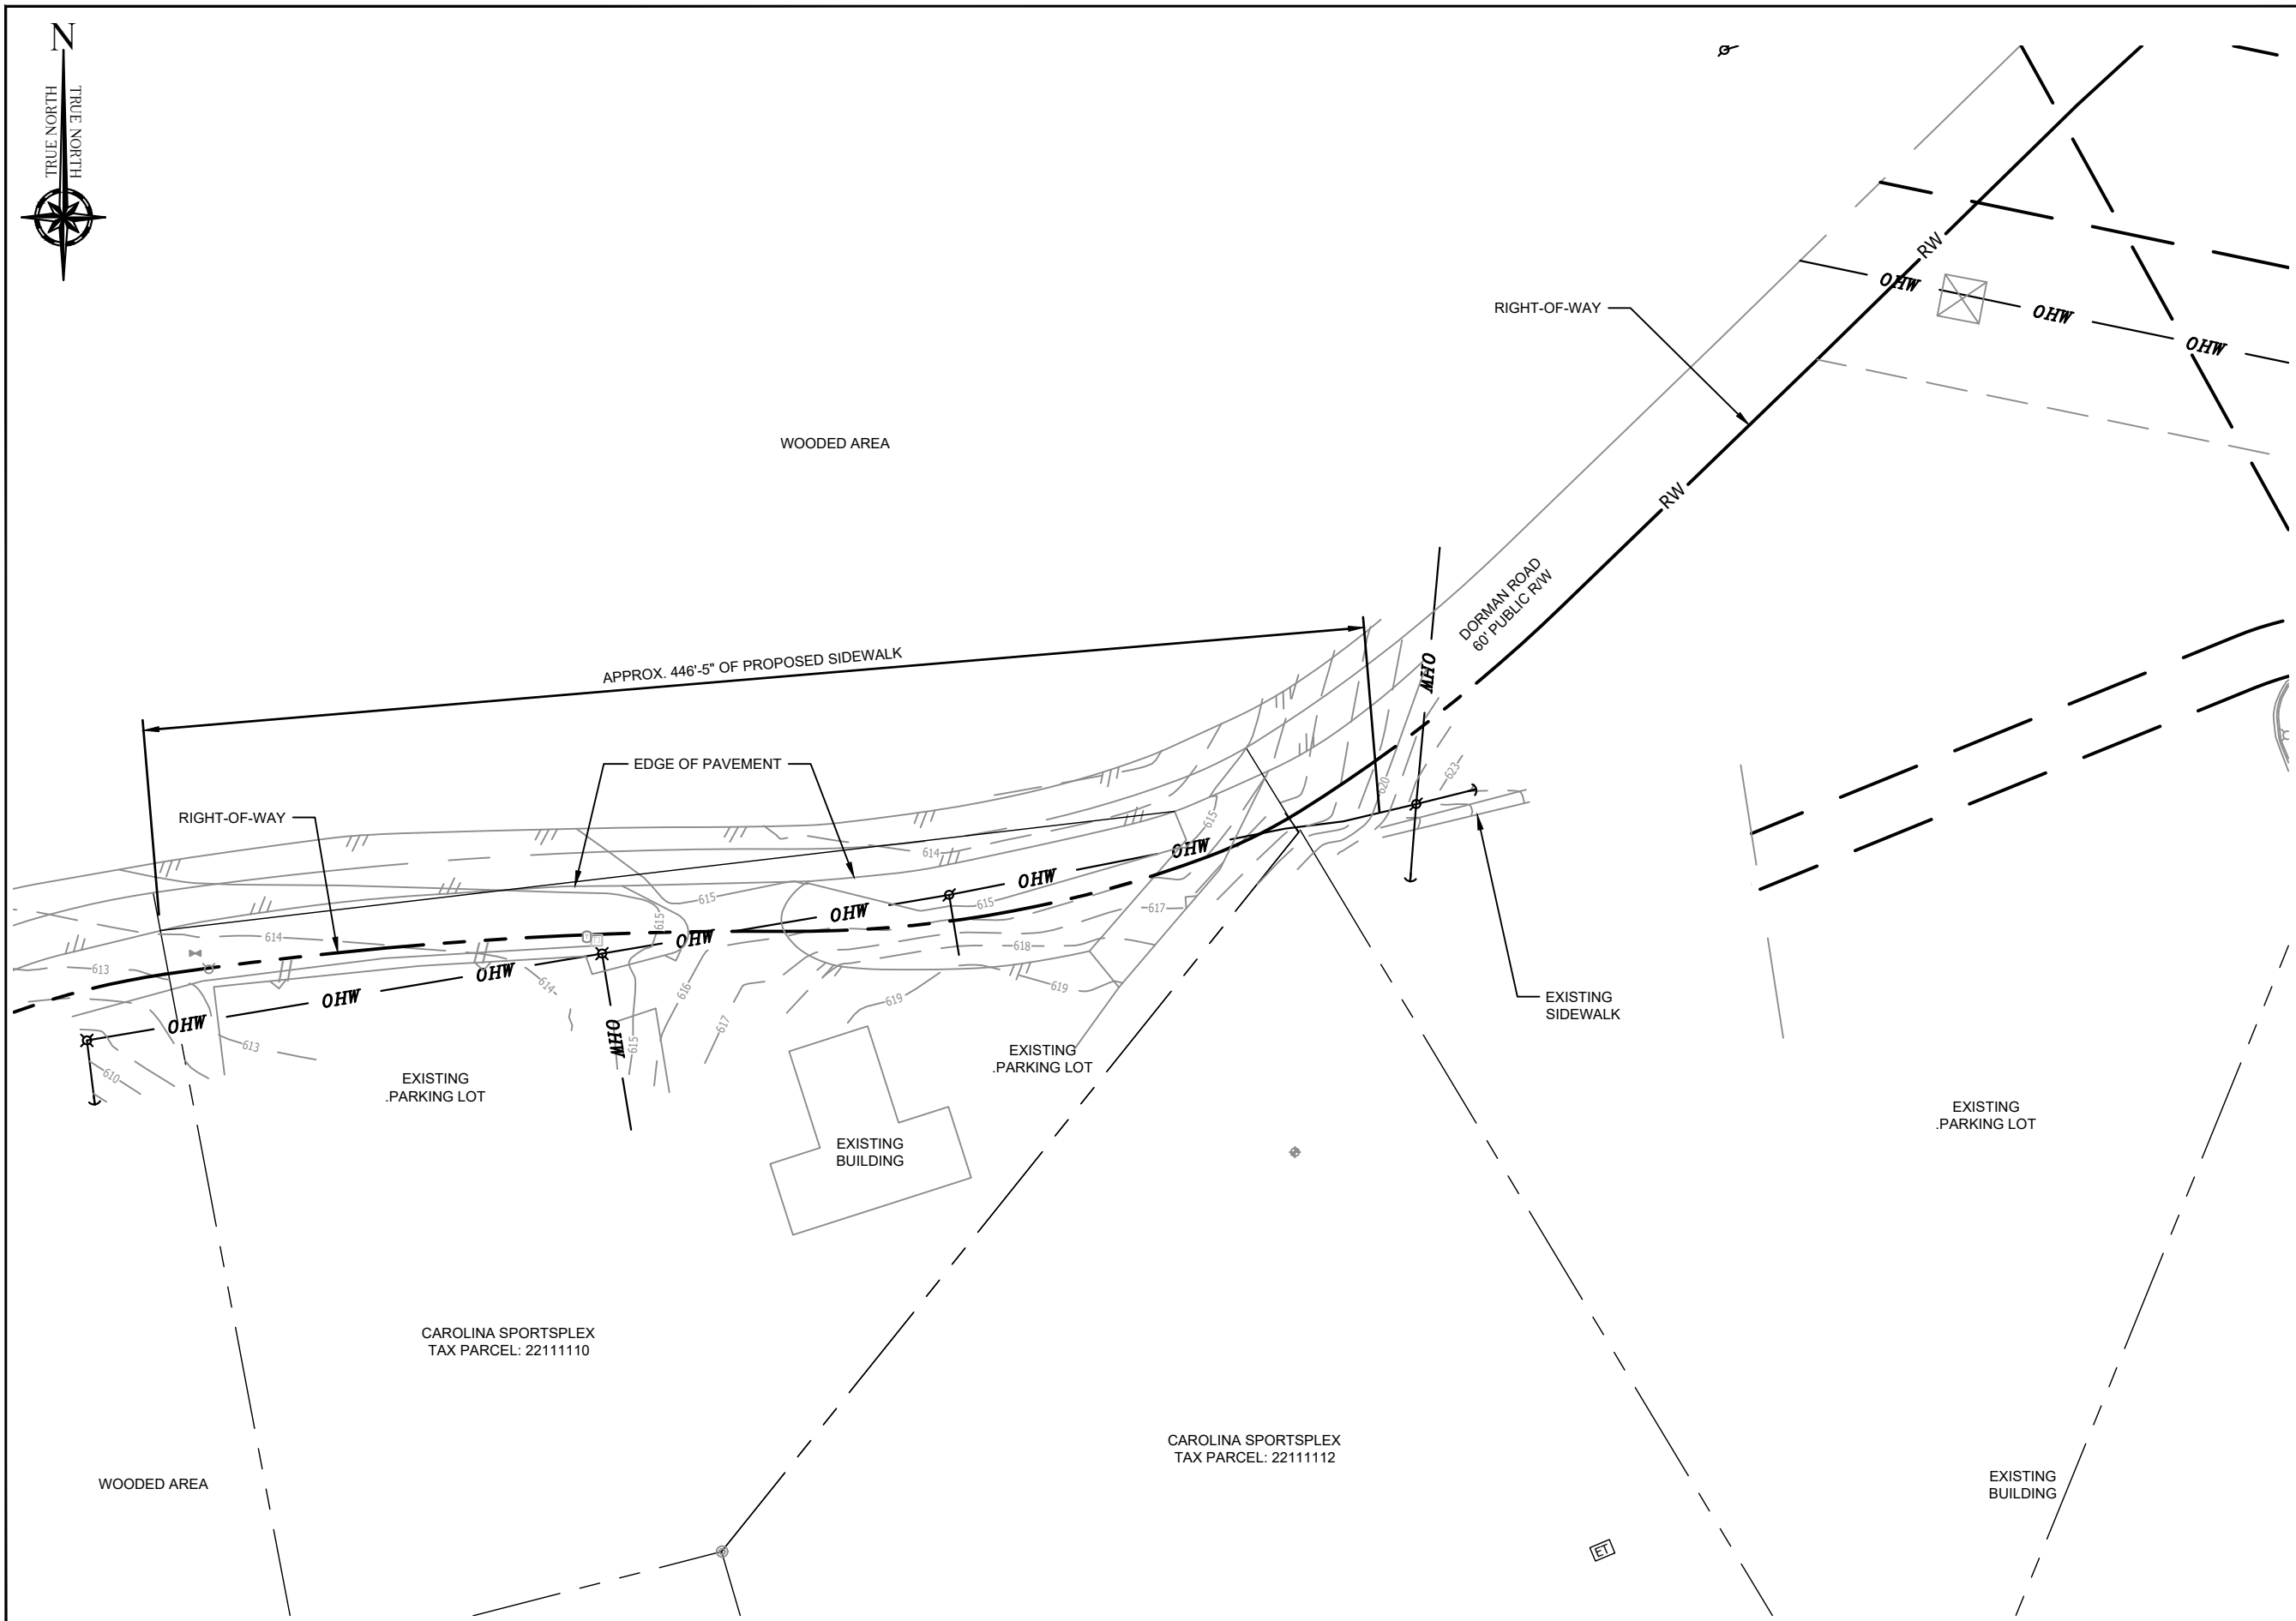 N
TRUE NORTH
TRUE NORTH
RW
OHW
OHW
OHW
RIGHT-OF-WAY
WOODED AREA
RW
DORMAN ROAD
60' PUBLIC R/W
OHW
APPROX. 446'-5" OF PROPOSED SIDEWALK
EDGE OF PAVEMENT
RIGHT-OF-WAY
620
623
615
614
OHW
OHW
615
615
615
OHW
OHW
617
614
618
613
OHW
614
616
619
619
OHW
OHW
617
613
OHW
615
610
EXISTING
SIDEWALK
EXISTING
.PARKING LOT
EXISTING
.PARKING LOT
EXISTING
.PARKING LOT
EXISTING
BUILDING
CAROLINA SPORTSPLEX
TAX PARCEL: 22111110
CAROLINA SPORTSPLEX
TAX PARCEL: 22111112
WOODED AREA
EXISTING
BUILDING
ET